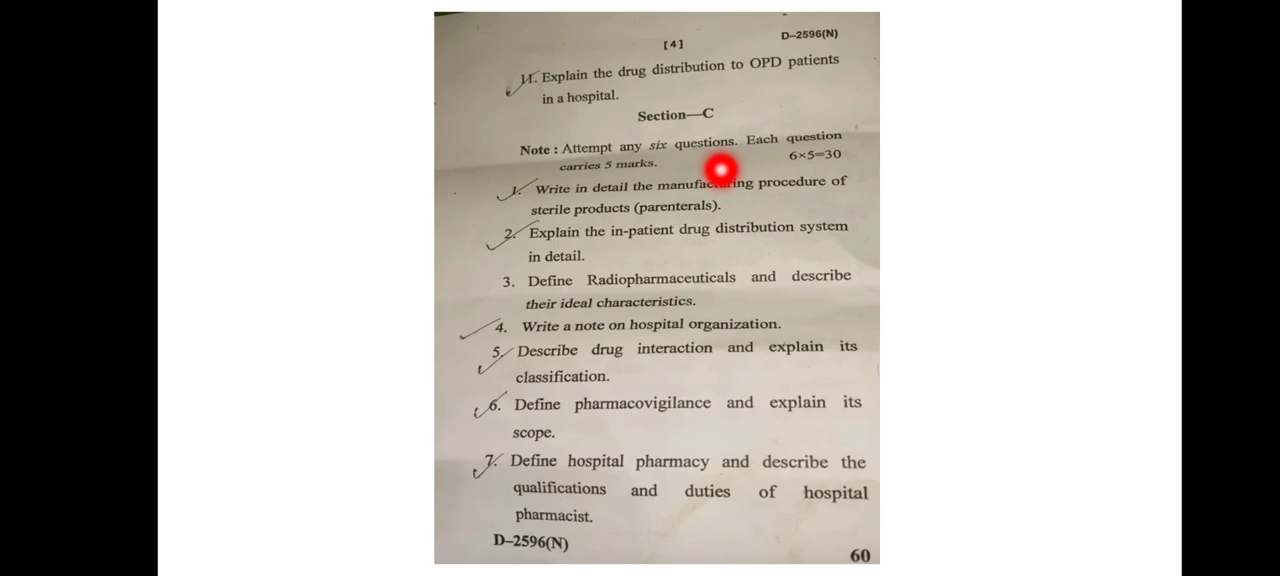 [4]
D–2596(N)
11. Explain the drug distribution to OPD patients
in a hospital.
Section—C
Note : Attempt any six questions. Each question
carries 5 marks.
6×5=30
1. Write in detail the manufacturing procedure of
sterile products (parenterals).
2. Explain the in-patient drug distribution system
in detail.
3. Define Radiopharmaceuticals and describe
their ideal characteristics.
4. Write a note on hospital organization.
5. Describe drug interaction and explain its
classification.
6. Define pharmacovigilance and explain its
scope.
7. Define hospital pharmacy and describe the
qualifications and duties of hospital
pharmacist.
D–2596(N)
60